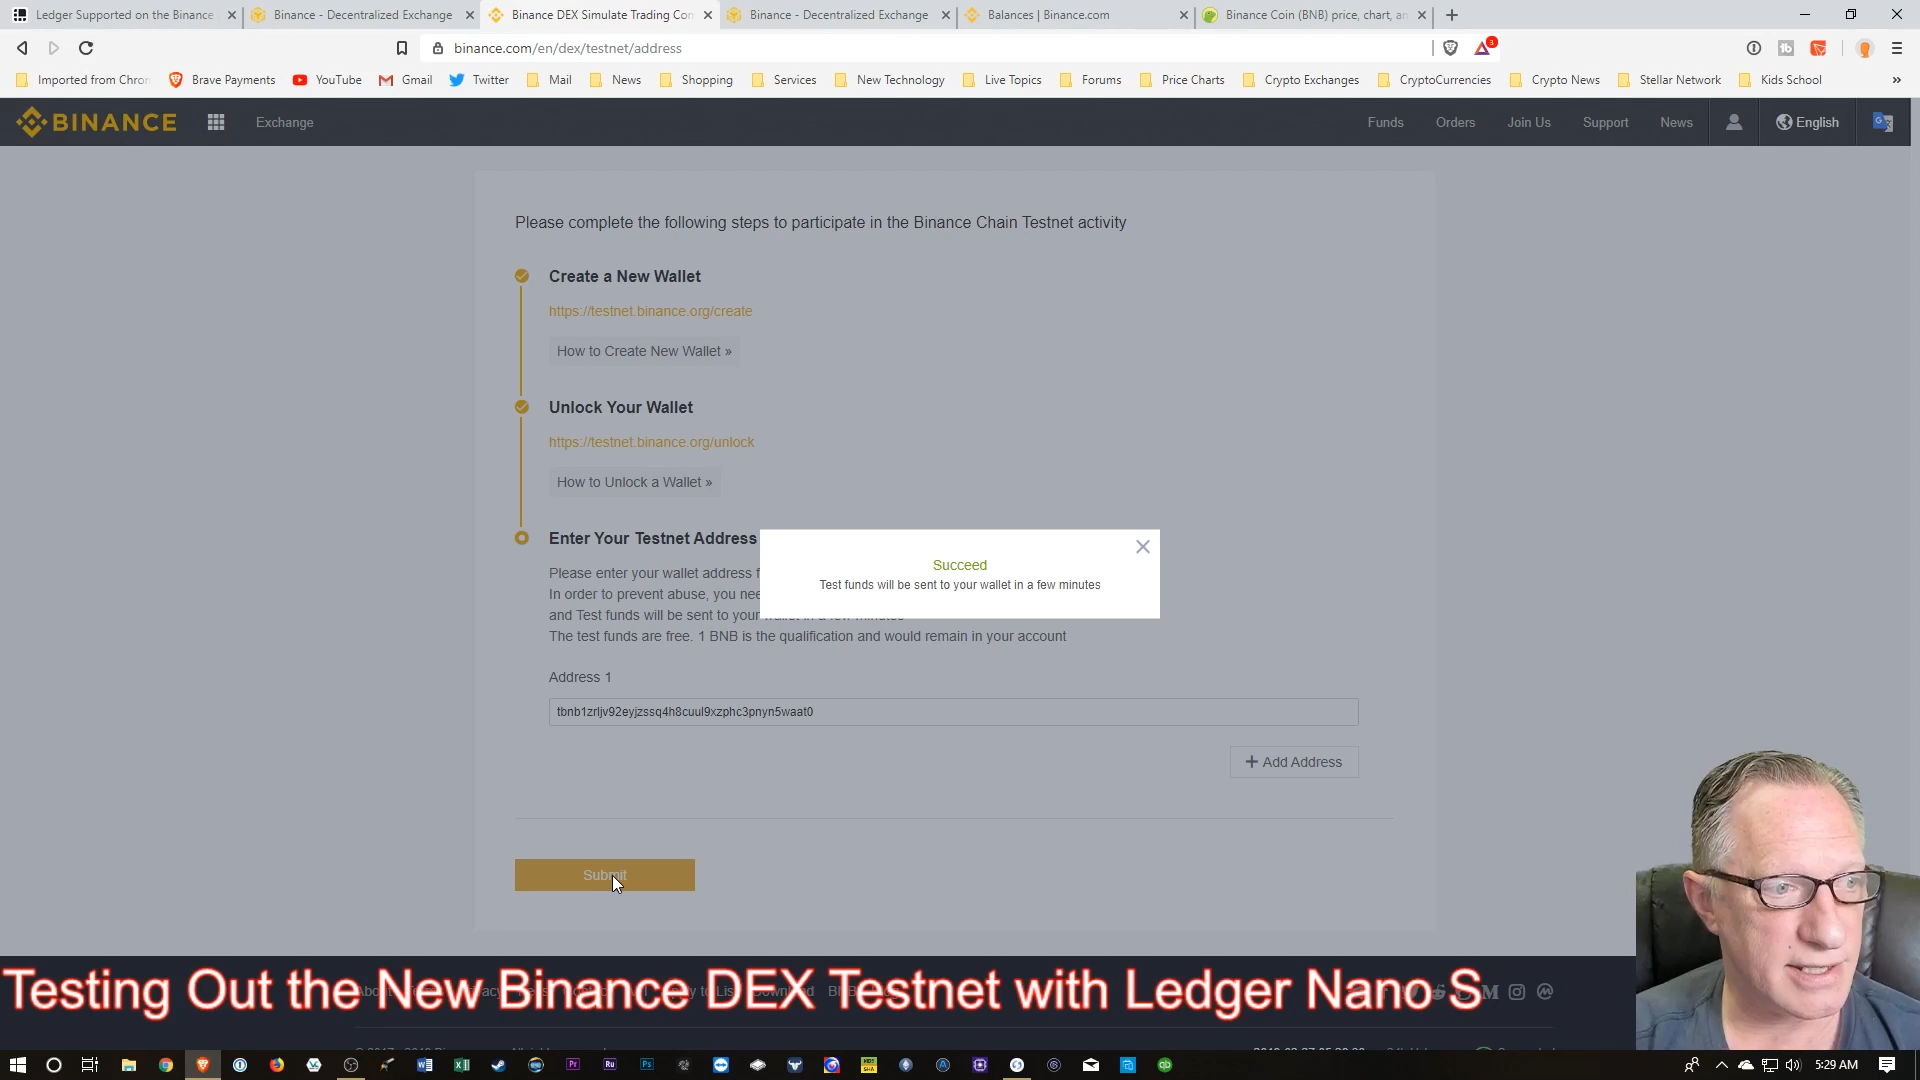 Ledger Supported on the Binance
Binance - Decentralized Exchange
Binance DEX Simulate Trading Con
Binance - Decentralized Exchange
Balances | Binance.com
Binance Coin (BNB) price, chart, an
binance.com/en/dex/testnet/address
3
Imported from Chron
Brave Payments
YouTube
Gmail
Twitter
Mail
News
Shopping
Services
New Technology
Live Topics
Forums
Price Charts
Crypto Exchanges
CryptoCurrencies
Crypto News
Stellar Network
Kids School
»
BINANCE
Exchange
Funds
Orders
Join Us
Support
News
English
Please complete the following steps to participate in the Binance Chain Testnet activity
Create a New Wallet
https://testnet.binance.org/create
How to Create New Wallet »
Unlock Your Wallet
https://testnet.binance.org/unlock
How to Unlock a Wallet »
Enter Your Testnet Address
Please enter your wallet address f
In order to prevent abuse, you nee
and Test funds will be sent to your wallet in a few minutes
The test funds are free. 1 BNB is the qualification and would remain in your account
Succeed
Test funds will be sent to your wallet in a few minutes
Address 1
tbnb1zrljv92eyjzssq4h8cuul9xzphc3pnyn5waat0
+ Add Address
Submit
Testing Out the New Binance DEX Testnet with Ledger Nano S
5:29 AM